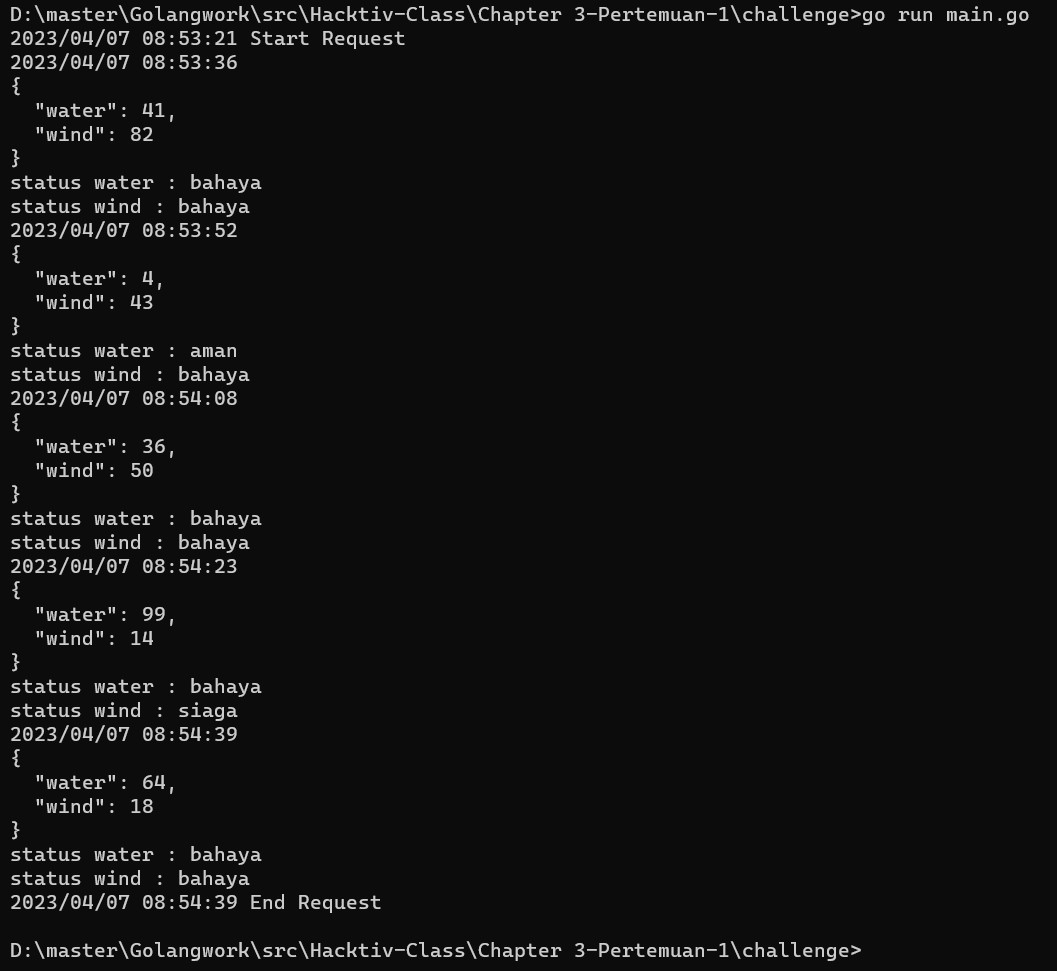 D:\master\Golangwork\src\Hacktiv-Class\Chapter 3-Pertemuan-1\challenge>go run main.go
2023/04/07 08:53:21 Start Request
2023/04/07 08:53:36
{
  "water": 41,
  "wind": 82
}
status water : bahaya
status wind : bahaya
2023/04/07 08:53:52
{
  "water": 4,
  "wind": 43
}
status water : aman
status wind : bahaya
2023/04/07 08:54:08
{
  "water": 36,
  "wind": 50
}
status water : bahaya
status wind : bahaya
2023/04/07 08:54:23
{
  "water": 99,
  "wind": 14
}
status water : bahaya
status wind : siaga
2023/04/07 08:54:39
{
  "water": 64,
  "wind": 18
}
status water : bahaya
status wind : bahaya
2023/04/07 08:54:39 End Request
D:\master\Golangwork\src\Hacktiv-Class\Chapter 3-Pertemuan-1\challenge>